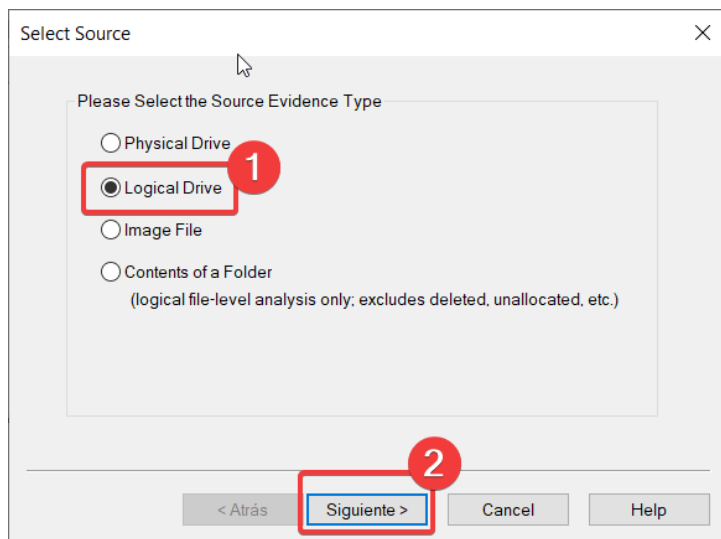 Select Source
Please Select the Source Evidence Type
Physical Drive
1
Logical Drive
Image File
Contents of a Folder
(logical file-level analysis only; excludes deleted, unallocated, etc.)
2
< Atrás Siguiente > Cancel Help